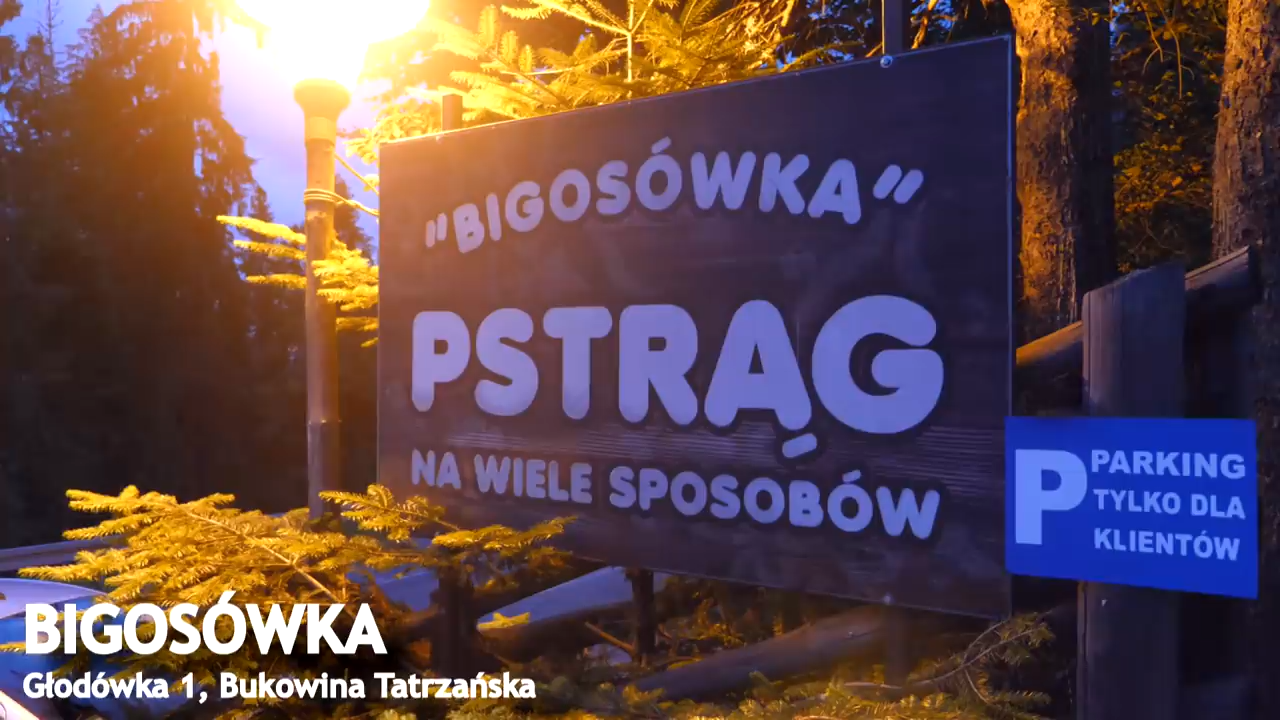 "BIGOSÓWKA"
PSTRĄG
NA WIELE SPOSOBÓW
P
PARKING
TYLKO DLA
KLIENTÓW
BIGOSÓWKA
Głodówka 1, Bukowina Tatrzańska